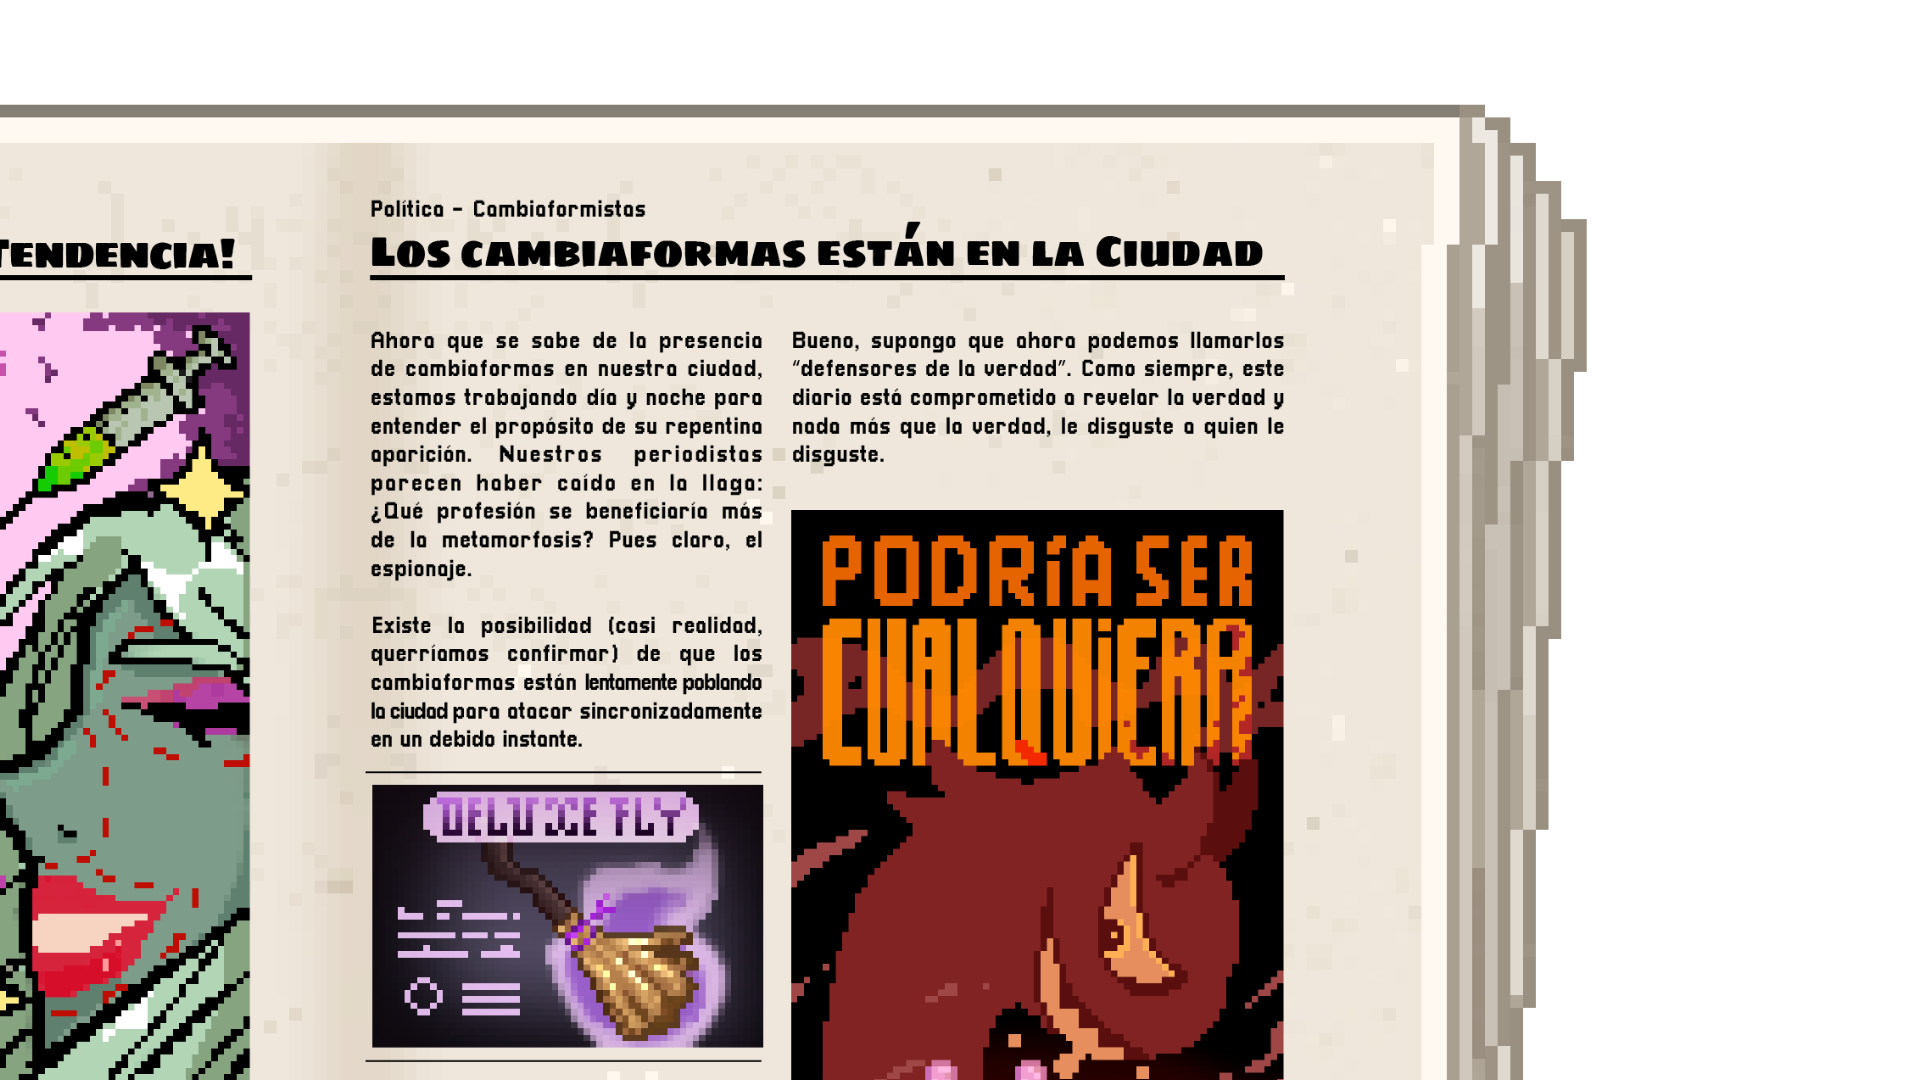 TENDENCIA!
Política - Cambiaformistas
Los cambiaformas están en la Ciudad
Ahora que se sabe de la presencia
de cambiaformas en nuestra ciudad,
estamos trabajando día y noche para
entender el propósito de su repentina
aparición. Nuestros periodistas
parecen haber caído en la llaga:
¿Qué profesión se beneficiaría más
de la metamorfosis? Pues claro, el
espionaje.
Existe la posibilidad (casi realidad,
querríamos confirmar) de que los
cambiaformas están lentamente poblando
la ciudad para atacar sincronizadamente
en un debido instante.
DELUXE FLY
Bueno, supongo que ahora podemos llamarlos
“defensores de la verdad”. Como siempre, este
diario está comprometido a revelar la verdad y
nada más que la verdad, le disguste a quien le
disguste.
PODRÍA SER
CUALQUIERA